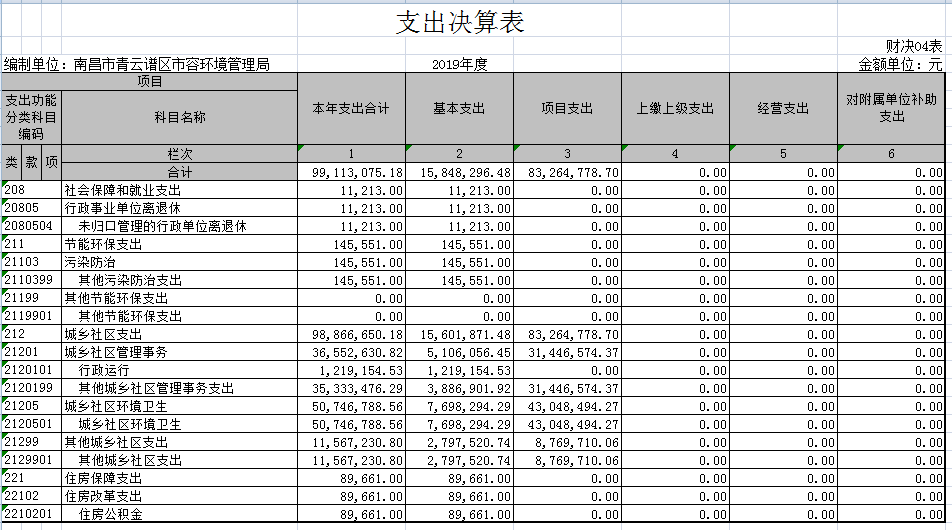 支出决算表
财决04表
编制单位：南昌市青云谱区市容环境管理局 2019年度 金额单位：元
项目 本年支出合计 基本支出 项目支出 上缴上级支出 经营支出 对附属单位补助支出
支出功能分类科目编码 科目名称
类 款 项 栏次 1 2 3 4 5 6
合计 99,113,075.18 15,848,296.48 83,264,778.70 0.00 0.00 0.00
208 社会保障和就业支出 11,213.00 11,213.00 0.00 0.00 0.00 0.00
20805 行政事业单位离退休 11,213.00 11,213.00 0.00 0.00 0.00 0.00
2080504 未归口管理的行政单位离退休 11,213.00 11,213.00 0.00 0.00 0.00 0.00
211 节能环保支出 145,551.00 145,551.00 0.00 0.00 0.00 0.00
21103 污染防治 145,551.00 145,551.00 0.00 0.00 0.00 0.00
2110399 其他污染防治支出 145,551.00 145,551.00 0.00 0.00 0.00 0.00
21199 其他节能环保支出 0.00 0.00 0.00 0.00 0.00 0.00
2119901 其他节能环保支出 0.00 0.00 0.00 0.00 0.00 0.00
212 城乡社区支出 98,866,650.18 15,601,871.48 83,264,778.70 0.00 0.00 0.00
21201 城乡社区管理事务 36,552,630.82 5,106,056.45 31,446,574.37 0.00 0.00 0.00
2120101 行政运行 1,219,154.53 1,219,154.53 0.00 0.00 0.00 0.00
2120199 其他城乡社区管理事务支出 35,333,476.29 3,886,901.92 31,446,574.37 0.00 0.00 0.00
21205 城乡社区环境卫生 50,746,788.56 7,698,294.29 43,048,494.27 0.00 0.00 0.00
2120501 城乡社区环境卫生 50,746,788.56 7,698,294.29 43,048,494.27 0.00 0.00 0.00
21299 其他城乡社区支出 11,567,230.80 2,797,520.74 8,769,710.06 0.00 0.00 0.00
2129901 其他城乡社区支出 11,567,230.80 2,797,520.74 8,769,710.06 0.00 0.00 0.00
221 住房保障支出 89,661.00 89,661.00 0.00 0.00 0.00 0.00
22102 住房改革支出 89,661.00 89,661.00 0.00 0.00 0.00 0.00
2210201 住房公积金 89,661.00 89,661.00 0.00 0.00 0.00 0.00